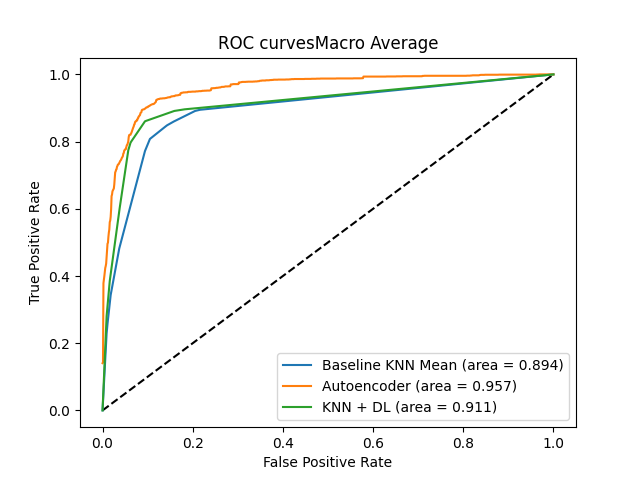 ROC curvesMacro Average
1.0
0.8
0.6
0.4
0.2
0.0
True Positive Rate
Baseline KNN Mean (area = 0.894)
Autoencoder (area = 0.957)
KNN + DL (area = 0.911)
0.0 0.2 0.4 0.6 0.8 1.0
False Positive Rate